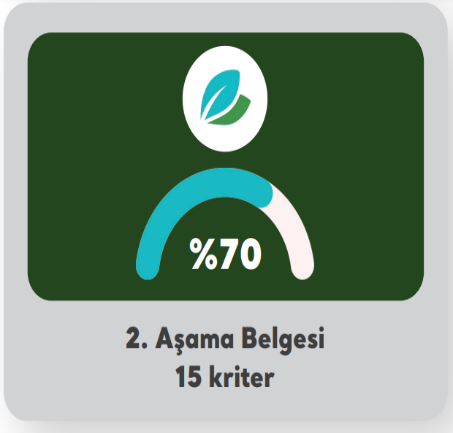 %70
2. Aşama Belgesi
15 kriter